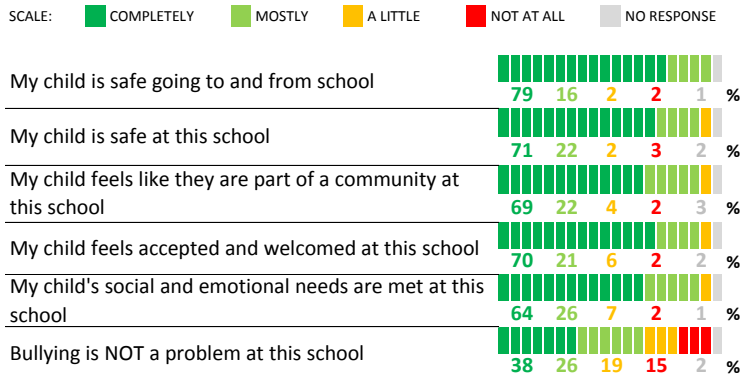 SCALE: COMPLETELY MOSTLY A LITTLE NOT AT ALL NO RESPONSE
My child is safe going to and from school
79 16 2 2 1 %
My child is safe at this school
71 22 2 3 2 %
My child feels like they are part of a community at
this school
69 22 4 2 3 %
My child feels accepted and welcomed at this school
70 21 6 2 2 %
My child's social and emotional needs are met at this
school
64 26 7 2 1 %
Bullying is NOT a problem at this school
38 26 19 15 2 %